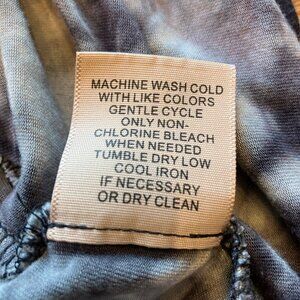 MACHINE WASH COLD
WITH LIKE COLORS
GENTLE CYCLE
ONLY NON-
CHLORINE BLEACH
WHEN NEEDED
TUMBLE DRY LOW
COOL IRON
IF NECESSARY
OR DRY CLEAN